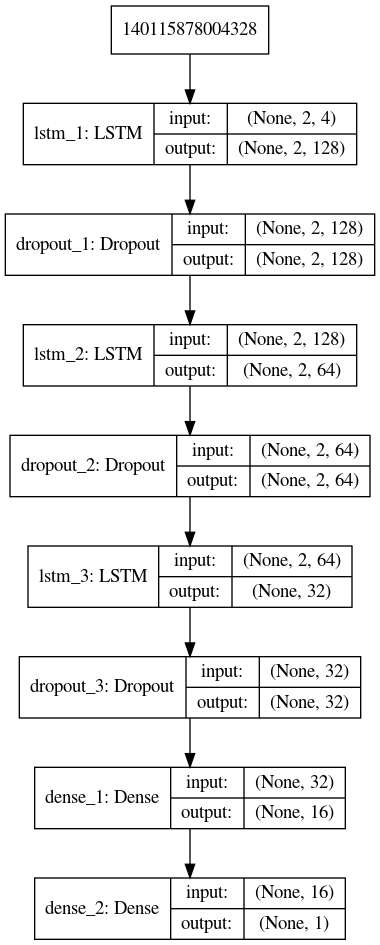 140115878004328
lstm_1: LSTM
input: (None, 2, 4)
output: (None, 2, 128)
dropout_1: Dropout
input: (None, 2, 128)
output: (None, 2, 128)
lstm_2: LSTM
input: (None, 2, 128)
output: (None, 2, 64)
dropout_2: Dropout
input: (None, 2, 64)
output: (None, 2, 64)
lstm_3: LSTM
input: (None, 2, 64)
output: (None, 32)
dropout_3: Dropout
input: (None, 32)
output: (None, 32)
dense_1: Dense
input: (None, 32)
output: (None, 16)
dense_2: Dense
input: (None, 16)
output: (None, 1)